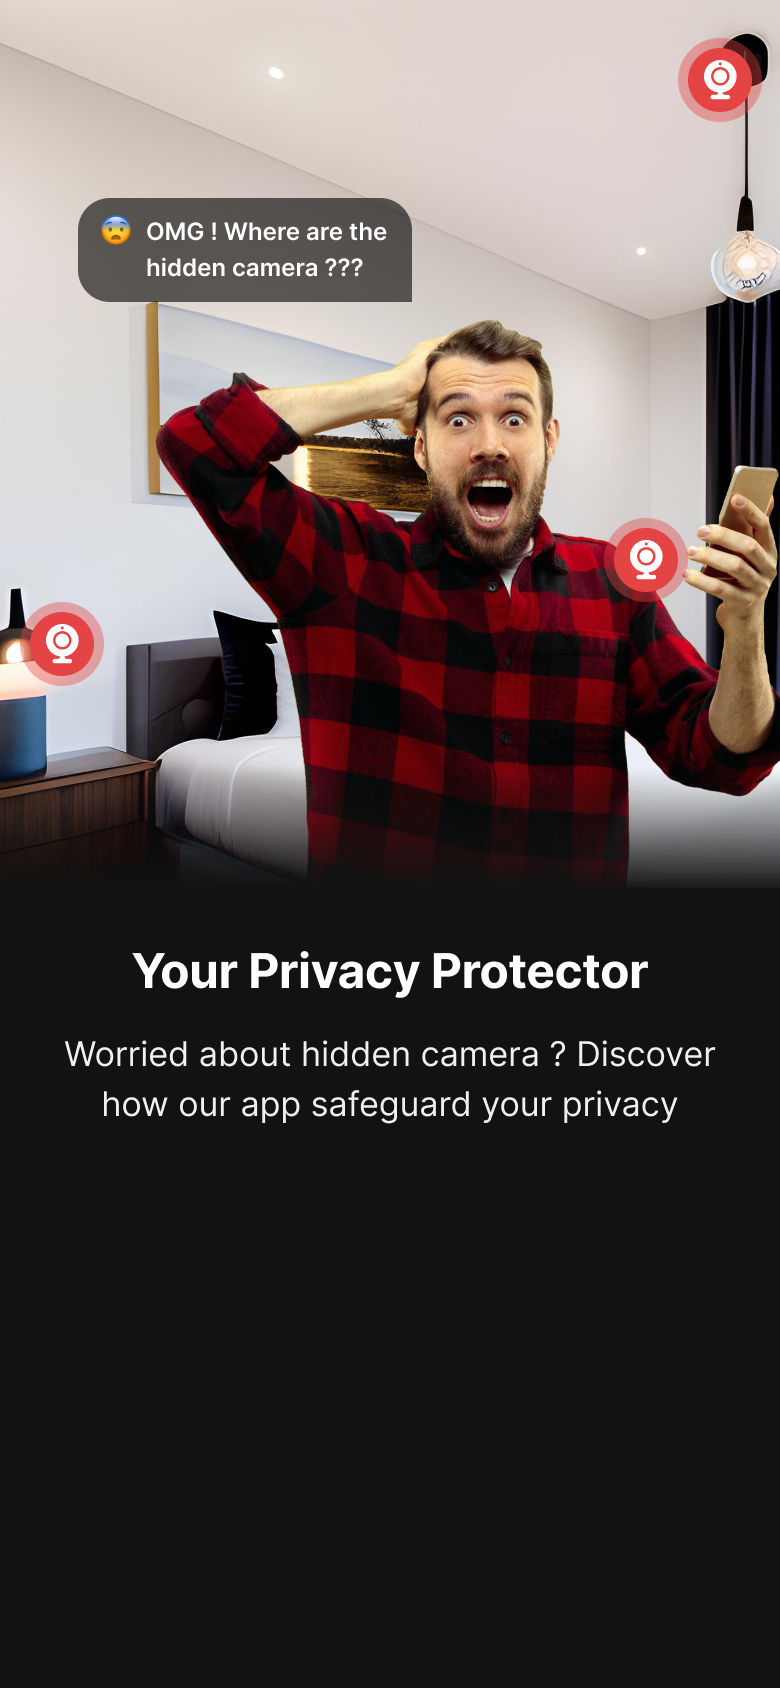 😨 OMG ! Where are the
hidden camera ???
Your Privacy Protector
Worried about hidden camera ? Discover
how our app safeguard your privacy